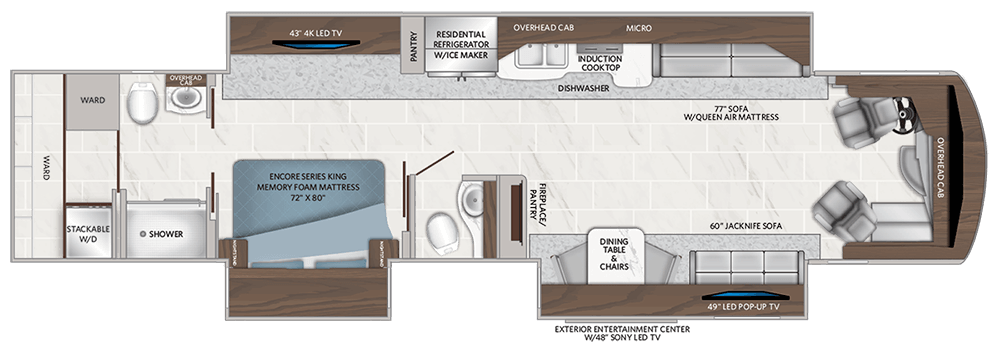 43" 4K LED TV
PANTRY
RESIDENTIAL
REFRIGERATOR
W/ICE MAKER
OVERHEAD CAB
MICRO
INDUCTION
COOKTOP
DISHWASHER
77" SOFA
W/QUEEN AIR MATTRESS
OVERHEAD
CAB
WARD
WARD
STACKABLE
W/D
SHOWER
ENCORE SERIES KING
MEMORY FOAM MATTRESS
72" X 80"
NIGHTSTAND
NIGHTSTAND
FIREPLACE/
PANTRY
DINING
TABLE
&
CHAIRS
60" JACKNIFE SOFA
OVERHEAD CAB
49" LED POP-UP TV
EXTERIOR ENTERTAINMENT CENTER
W/48" SONY LED TV